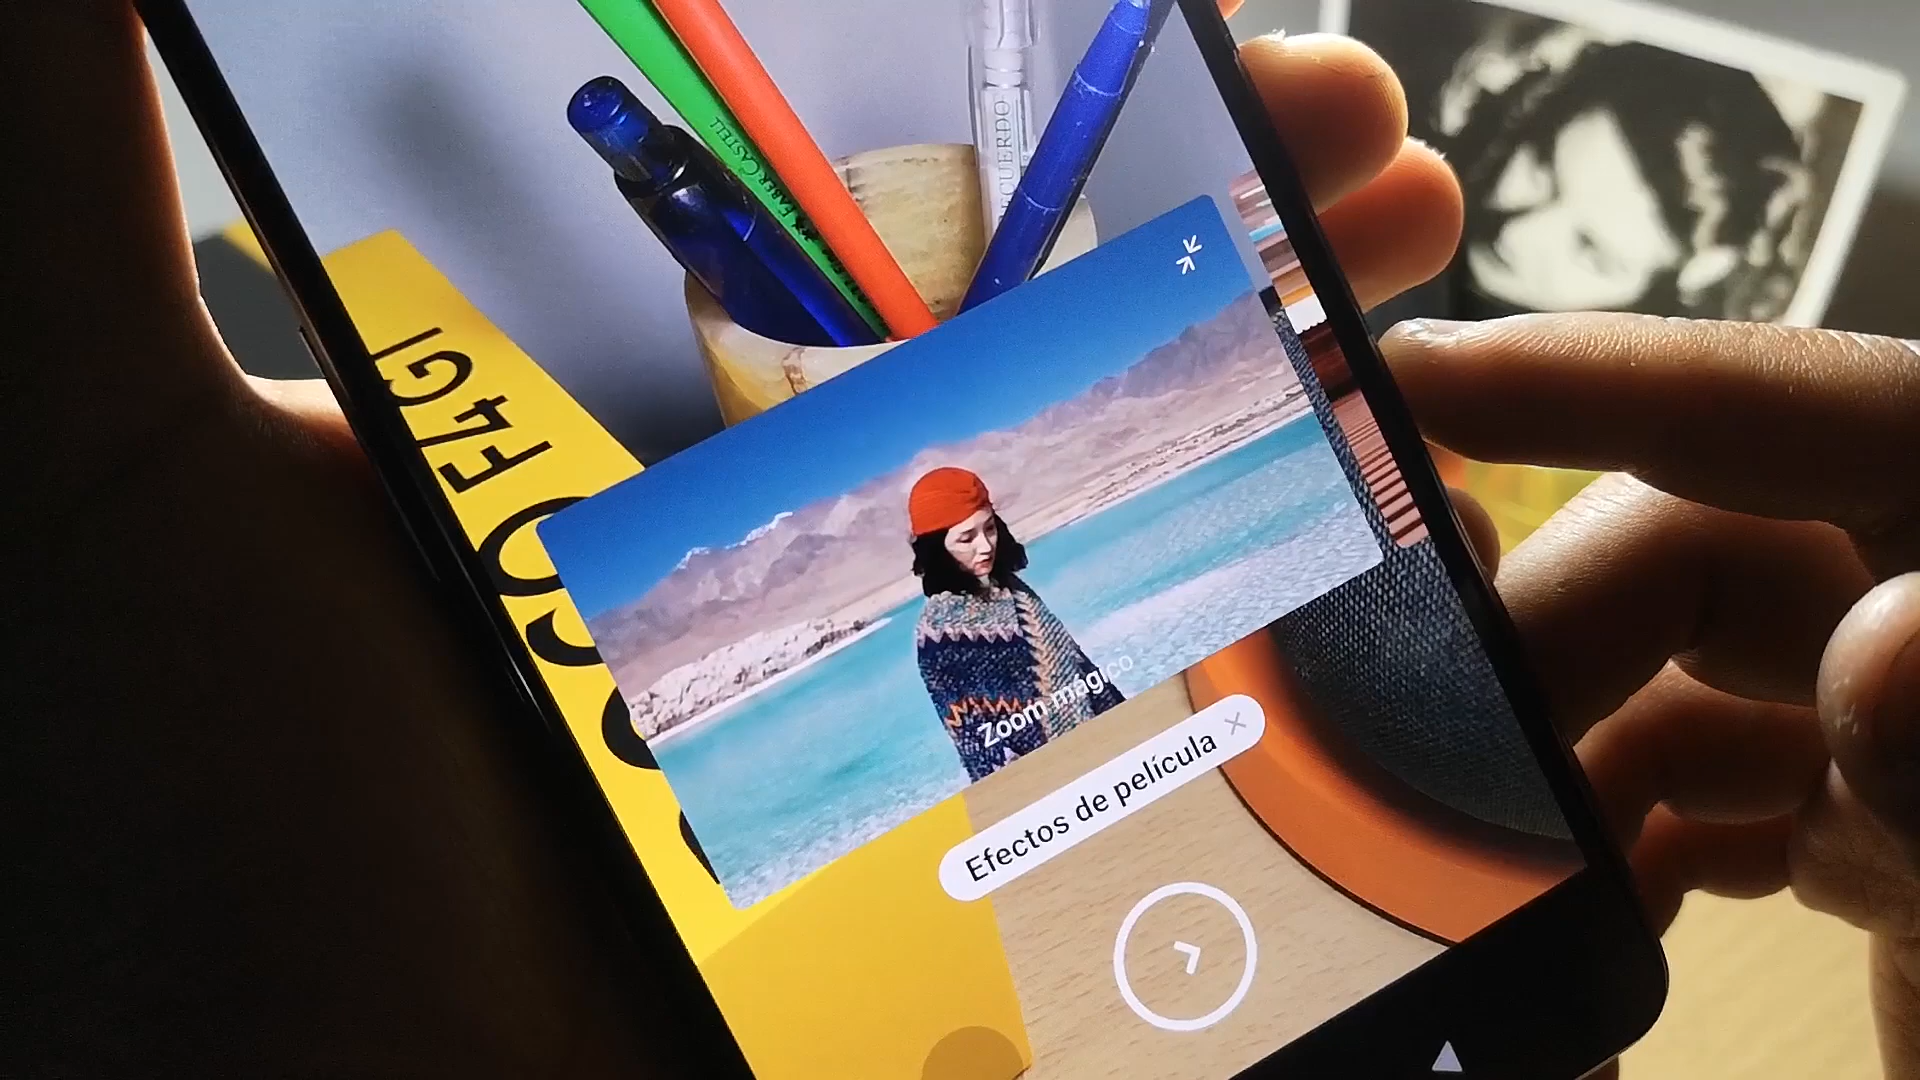 FABER CASTELL
RECUERDO
F4GT
Zoom mágico
Efectos de película